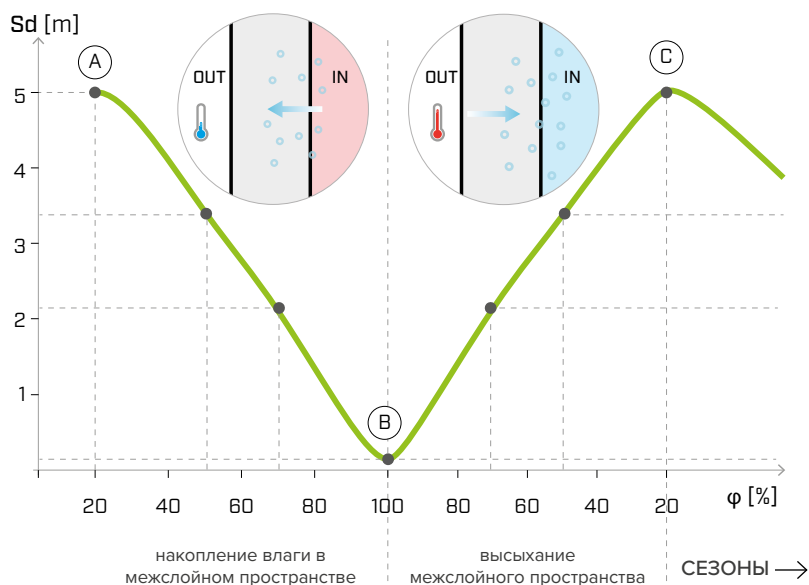 Sd [m]
A
OUT
IN
OUT
IN
C
5
4
3
2
1
B
20
40
60
80
100
80
60
40
20
φ [%]
накопление влаги в
межслойном пространстве
высыхание
межслойного пространства
СЕЗОНЫ